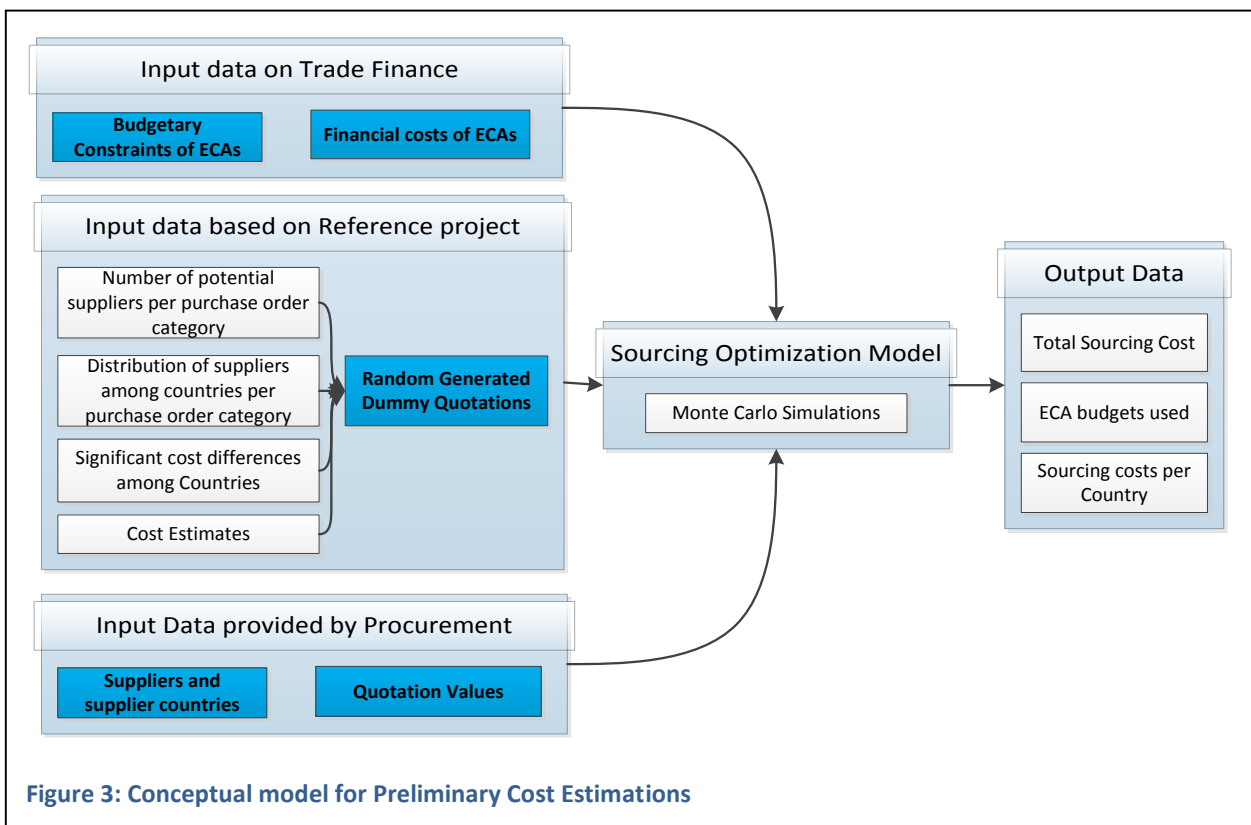 Input data on Trade Finance
Budgetary
Constraints of ECAs
Financial costs of ECAs
Input data based on Reference project
Number of potential
suppliers per purchase order
category
Distribution of suppliers
among countries per
purchase order category
Significant cost differences
among Countries
Cost Estimates
Random Generated
Dummy Quotations
Input Data provided by Procurement
Suppliers and
supplier countries
Quotation Values
Sourcing Optimization Model
Monte Carlo Simulations
Output Data
Total Sourcing Cost
ECA budgets used
Sourcing costs per
Country
Figure 3: Conceptual model for Preliminary Cost Estimations